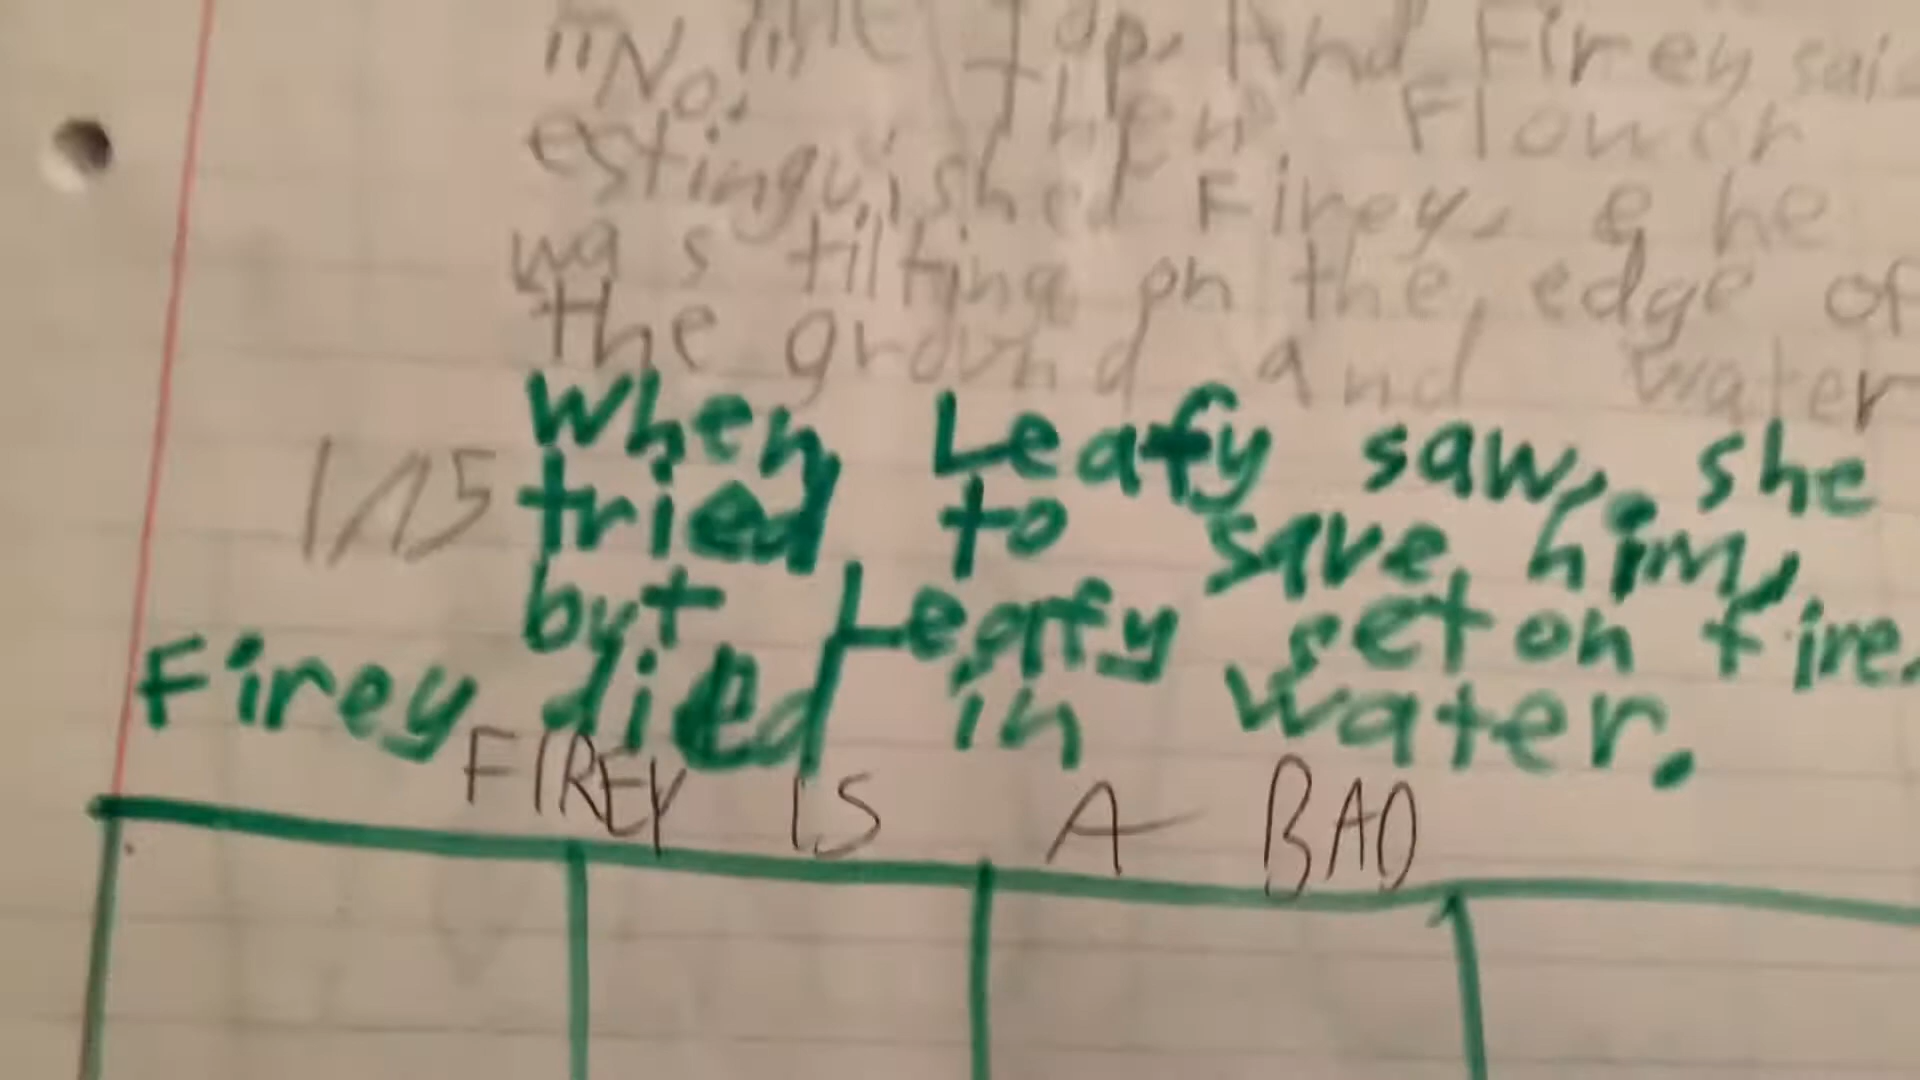 "No." the top. And Firey said
then Flower
estinguished Firey, e he
was tilting on the edge of
the ground and water
When Leafy saw, she
1/15 tried to save him,
but Leafy set on fire.
Firey died in water.
FIREY IS A BAD